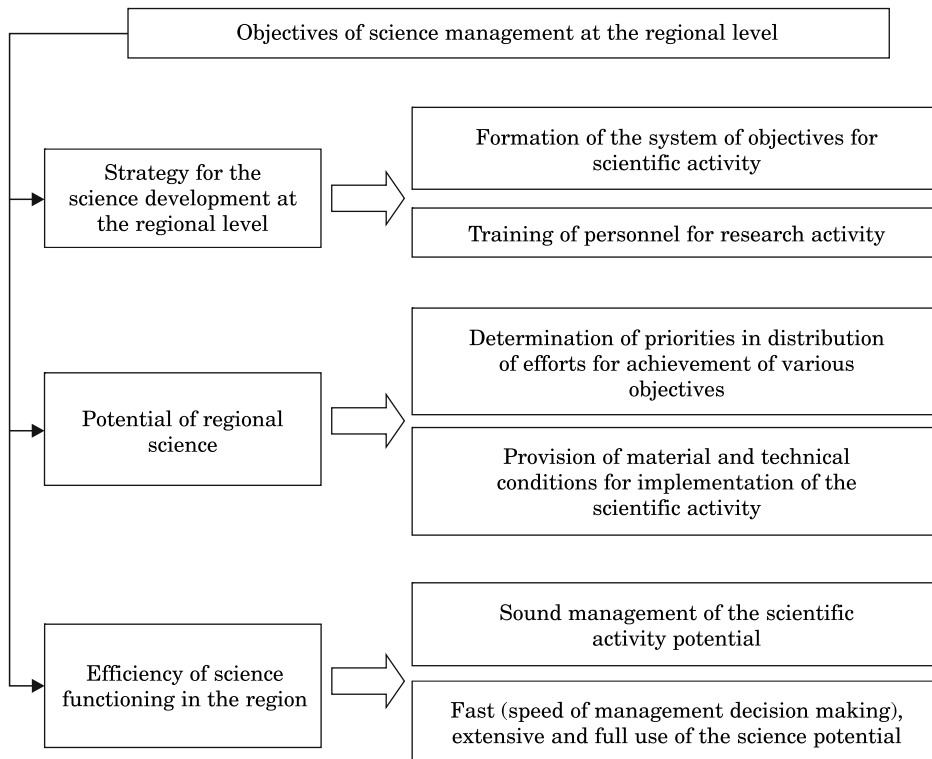 Objectives of science management at the regional level
Strategy for the
science development at
the regional level
Formation of the system of objectives for
scientific activity
Training of personnel for research activity
Potential of regional
science
Determination of priorities in distribution
of efforts for achievement of various
objectives
Provision of material and technical
conditions for implementation of the
scientific activity
Efficiency of science
functioning in the region
Sound management of the scientific
activity potential
Fast (speed of management decision making),
extensive and full use of the science potential